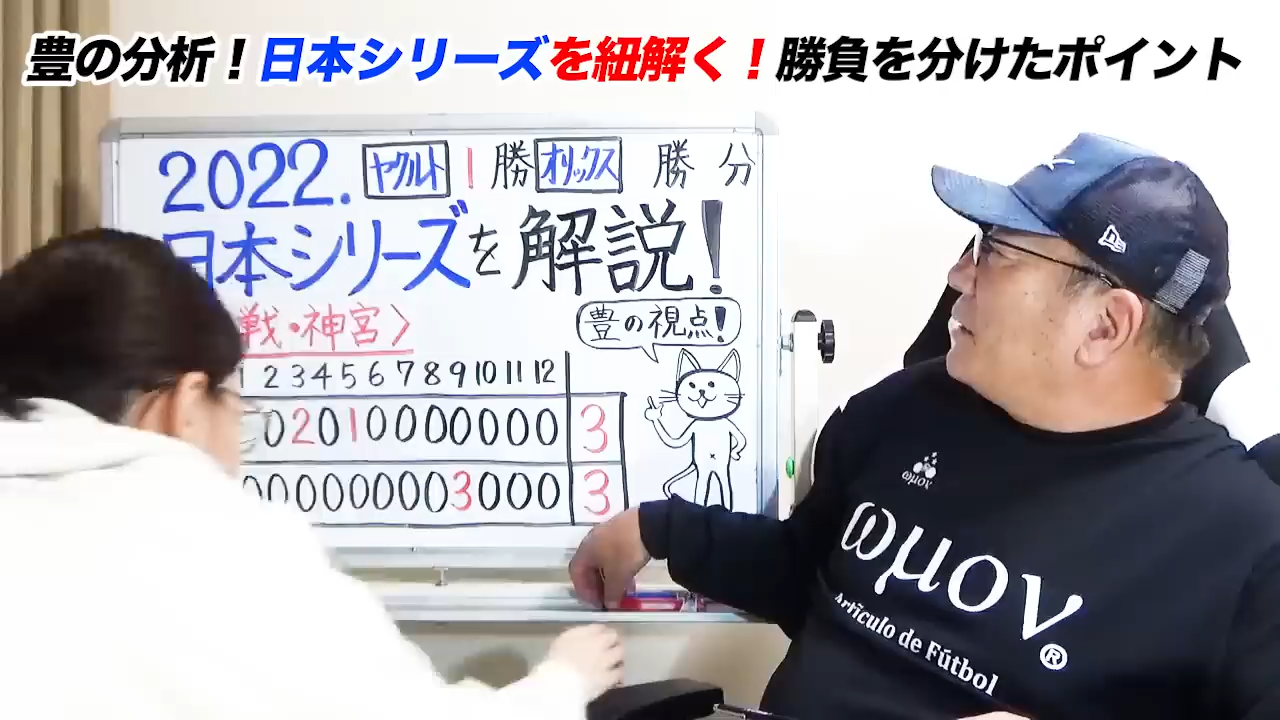 豊の分析！日本シリーズを紐解く！勝負を分けたポイント
2022. ヤクルト 1 勝 オリックス 勝 分
日本シリーズを解説！
戦・神宮〉
豊の視点！
1 2 3 4 5 6 7 8 9 10 11 12
0 2 0 1 0 0 0 0 0 0 0 0 3
0 0 0 0 0 0 0 0 3 0 0 0 3
ωμον
ωμον®
Artículo de Fútbol